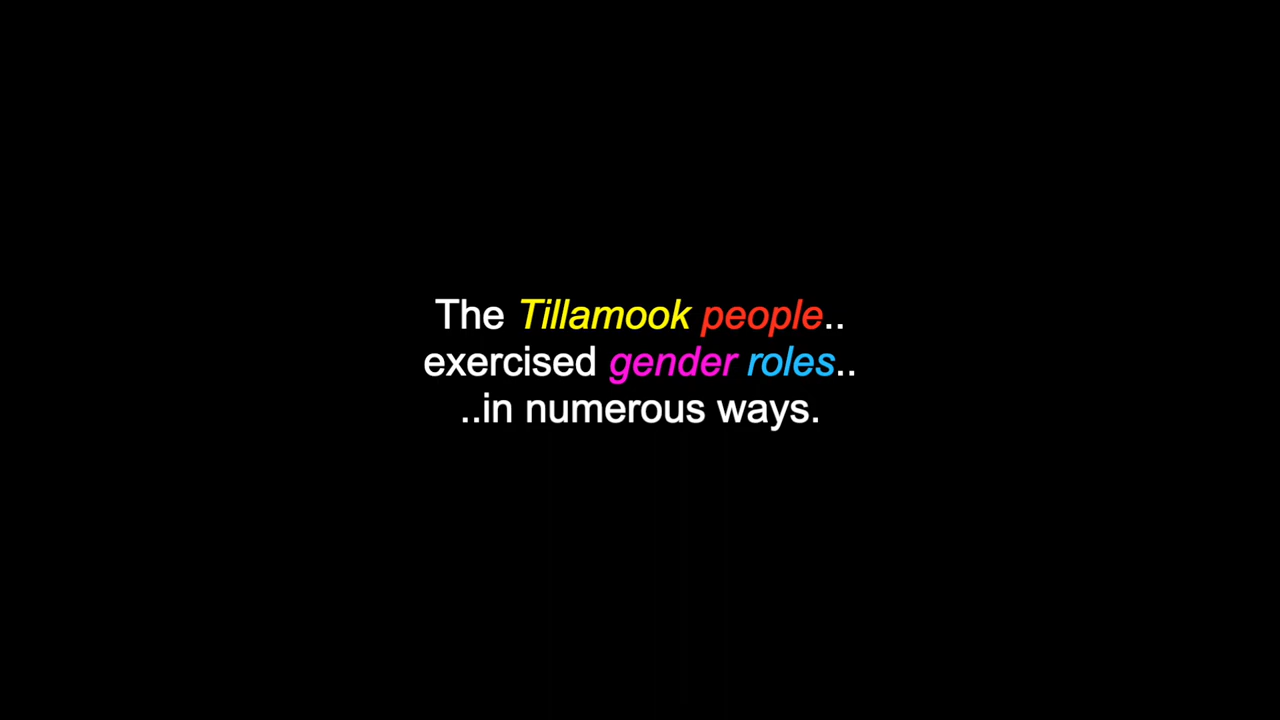 The Tillamook people..
exercised gender roles..
..in numerous ways.